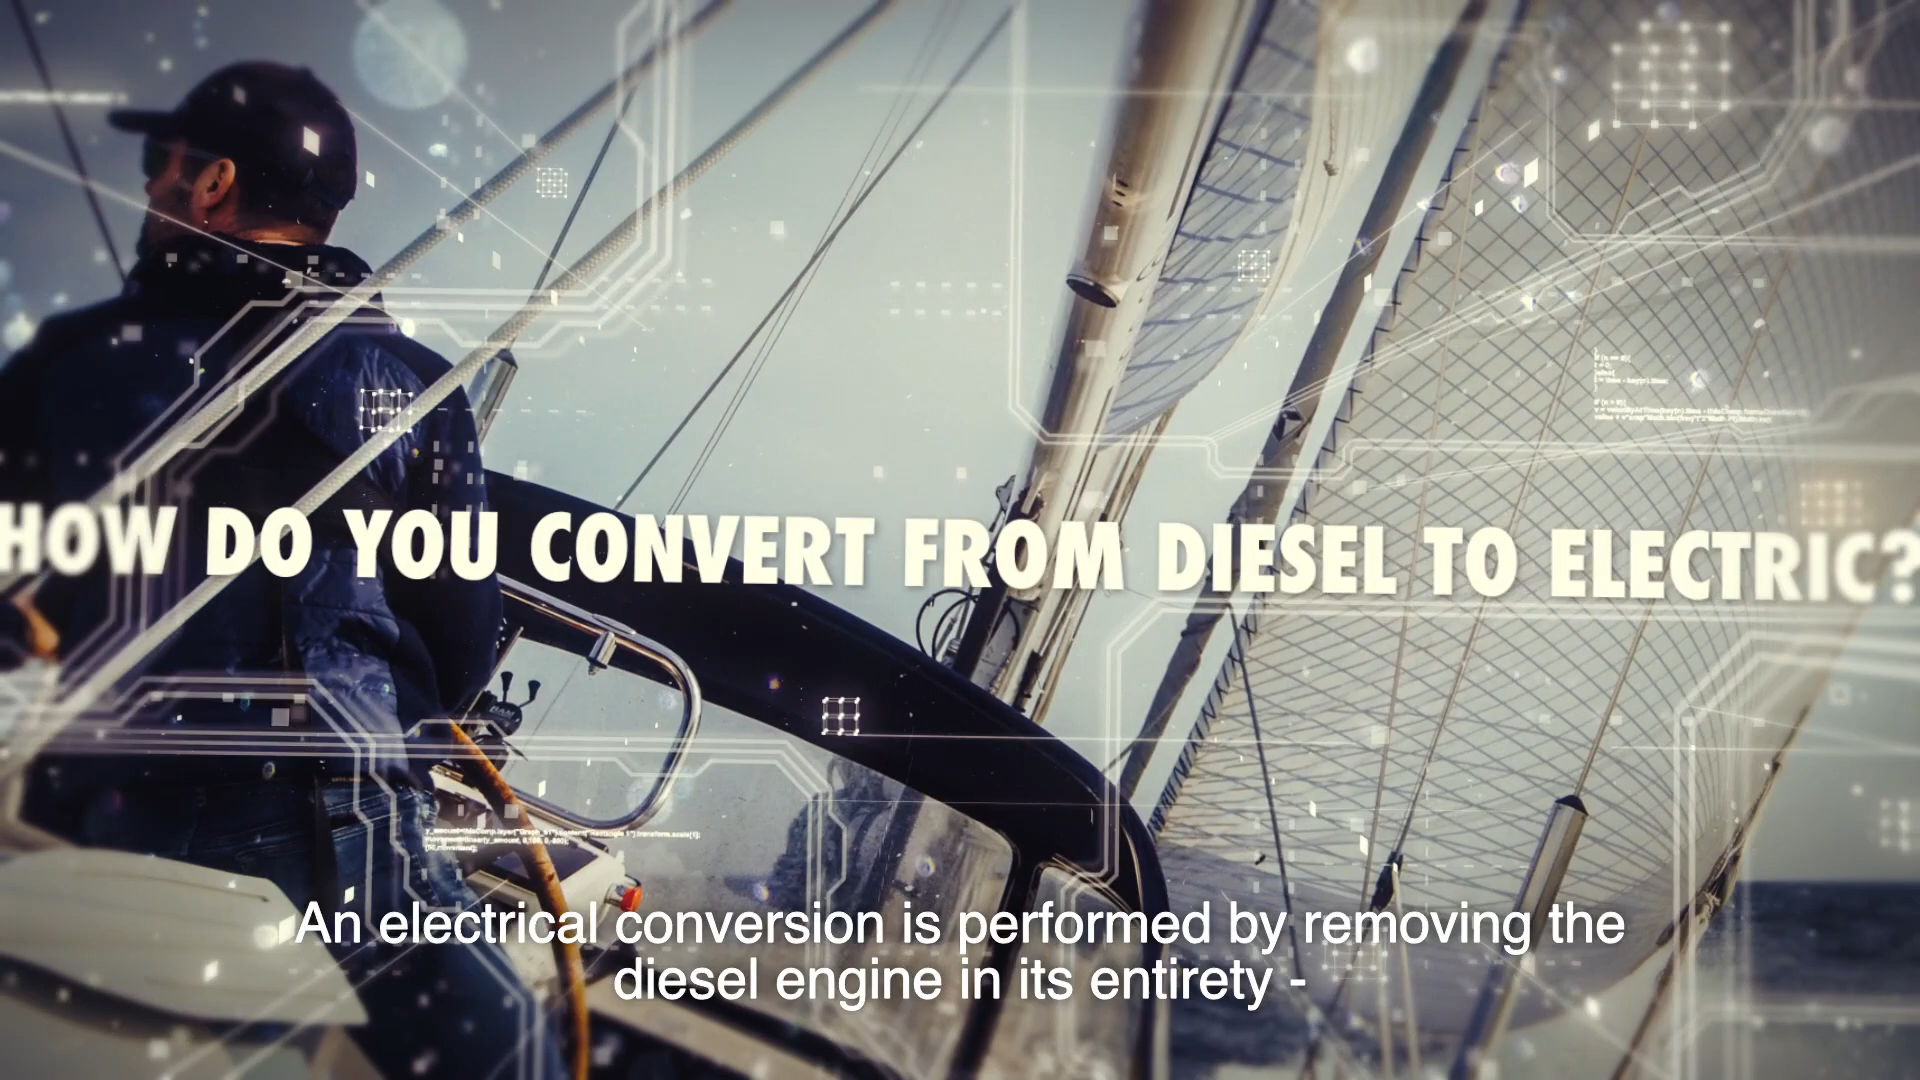 HOW DO YOU CONVERT FROM DIESEL TO ELECTRIC?
An electrical conversion is performed by removing the
diesel engine in its entirety -